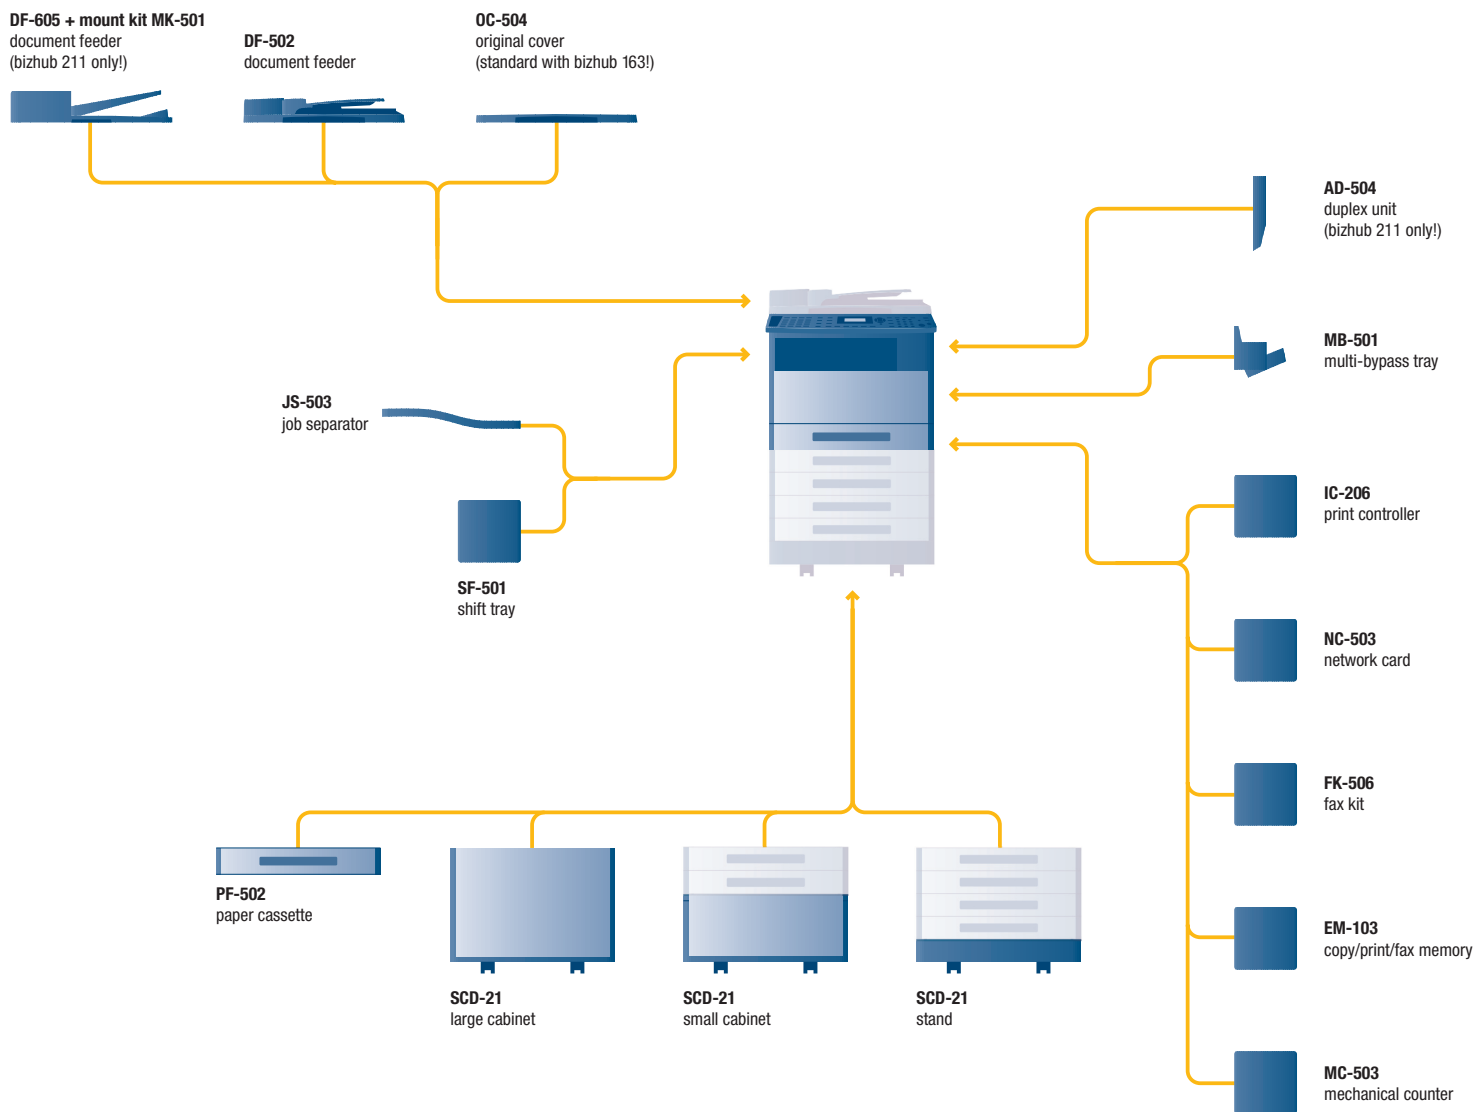 DF-605 + mount kit MK-501
document feeder
(bizhub 211 only!)
DF-502
document feeder
OC-504
original cover
(standard with bizhub 163!)
AD-504
duplex unit
(bizhub 211 only!)
MB-501
multi-bypass tray
JS-503
job separator
SF-501
shift tray
IC-206
print controller
NC-503
network card
FK-506
fax kit
EM-103
copy/print/fax memory
MC-503
mechanical counter
PF-502
paper cassette
SCD-21
large cabinet
SCD-21
small cabinet
SCD-21
stand